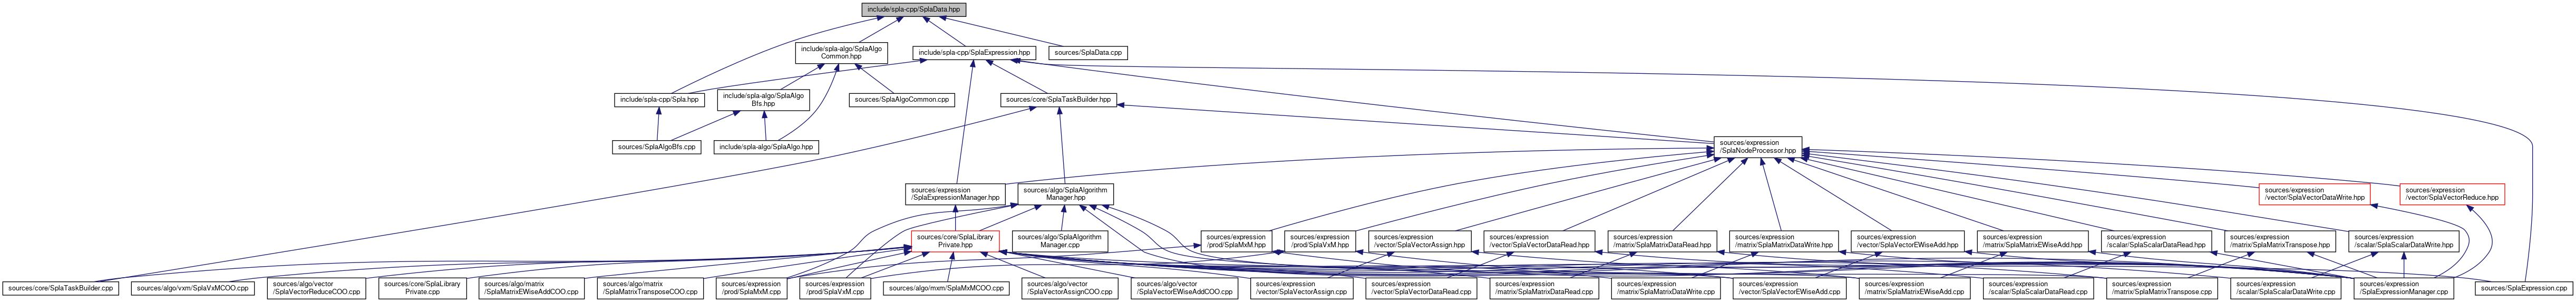 include/spla-cpp/SplaData.hpp
include/spla-algo/SplaAlgo
Common.hpp
include/spla-cpp/SplaExpression.hpp
sources/SplaData.cpp
include/spla-cpp/Spla.hpp
include/spla-algo/SplaAlgo
Bfs.hpp
sources/SplaAlgoCommon.cpp
sources/core/SplaTaskBuilder.hpp
sources/SplaAlgoBfs.cpp
include/spla-algo/SplaAlgo.hpp
sources/expression
/SplaNodeProcessor.hpp
sources/expression
/SplaExpressionManager.hpp
sources/algo/SplaAlgorithm
Manager.hpp
sources/expression
/vector/SplaVectorDataWrite.hpp
sources/expression
/vector/SplaVectorReduce.hpp
sources/core/SplaLibrary
Private.hpp
sources/algo/SplaAlgorithm
Manager.cpp
sources/expression
/prod/SplaMxM.hpp
sources/expression
/prod/SplaVxM.hpp
sources/expression
/vector/SplaVectorAssign.hpp
sources/expression
/vector/SplaVectorDataRead.hpp
sources/expression
/matrix/SplaMatrixDataRead.hpp
sources/expression
/matrix/SplaMatrixDataWrite.hpp
sources/expression
/vector/SplaVectorEWiseAdd.hpp
sources/expression
/matrix/SplaMatrixEWiseAdd.hpp
sources/expression
/scalar/SplaScalarDataRead.hpp
sources/expression
/matrix/SplaMatrixTranspose.hpp
sources/expression
/scalar/SplaScalarDataWrite.hpp
sources/core/SplaTaskBuilder.cpp
sources/algo/vxm/SplaVxMCOO.cpp
sources/algo/vector
/SplaVectorReduceCOO.cpp
sources/core/SplaLibrary
Private.cpp
sources/algo/matrix
/SplaMatrixEWiseAddCOO.cpp
sources/algo/matrix
/SplaMatrixTransposeCOO.cpp
sources/expression
/prod/SplaMxM.cpp
sources/expression
/prod/SplaVxM.cpp
sources/algo/mxm/SplaMxMCOO.cpp
sources/algo/vector
/SplaVectorAssignCOO.cpp
sources/algo/vector
/SplaVectorEWiseAddCOO.cpp
sources/expression
/vector/SplaVectorAssign.cpp
sources/expression
/vector/SplaVectorDataRead.cpp
sources/expression
/matrix/SplaMatrixDataRead.cpp
sources/expression
/matrix/SplaMatrixDataWrite.cpp
sources/expression
/vector/SplaVectorEWiseAdd.cpp
sources/expression
/matrix/SplaMatrixEWiseAdd.cpp
sources/expression
/scalar/SplaScalarDataRead.cpp
sources/expression
/matrix/SplaMatrixTranspose.cpp
sources/expression
/scalar/SplaScalarDataWrite.cpp
sources/expression
/SplaExpressionManager.cpp
sources/SplaExpression.cpp